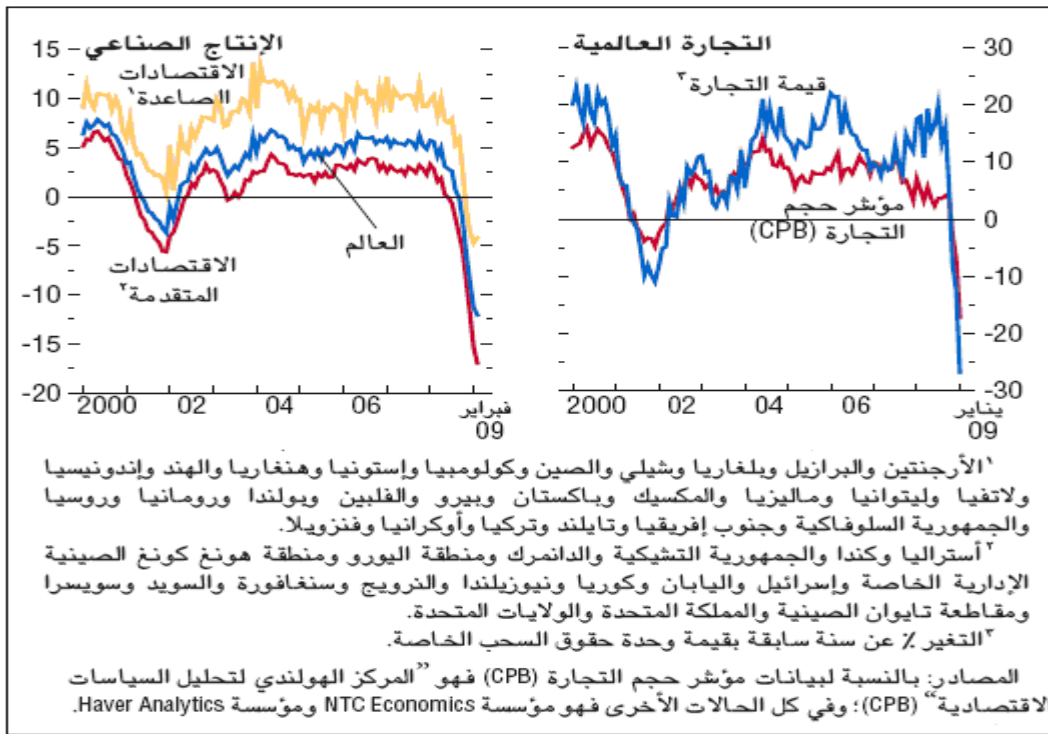 الإنتاج الصناعي
الاقتصادات
الصاعدة¹
العالم
الاقتصادات
المتقدمة²
15
10
5
0
-5
-10
-15
-20
2000 02 04 06 فبراير
09
التجارة العالمية
قيمة التجارة³
مؤشر حجم
التجارة (CPB)
30
20
10
0
-10
-20
-30
2000 02 04 06 يناير
09
¹الأرجنتين والبرازيل وبلغاريا وشيلي والصين وكولومبيا وإستونيا وهنغاريا والهند وإندونيسيا
ولاتفيا وليتوانيا وماليزيا والمكسيك وباكستان وبيرو والفلبين وبولندا ورومانيا وروسيا
والجمهورية السلوفاكية وجنوب إفريقيا وتايلند وتركيا وأوكرانيا وفنزويلا.
²أستراليا وكندا والجمهورية التشيكية والدانمرك ومنطقة اليورو ومنطقة هونغ كونغ الصينية
الإدارية الخاصة وإسرائيل واليابان وكوريا ونيوزيلندا والنرويج وسنغافورة والسويد وسويسرا
ومقاطعة تايوان الصينية والمملكة المتحدة والولايات المتحدة.
³التغير ٪ عن سنة سابقة بقيمة وحدة حقوق السحب الخاصة.
المصادر: بالنسبة لبيانات مؤشر حجم التجارة (CPB) فهو ”المركز الهولندي لتحليل السياسات
الاقتصادية“ (CPB)؛ وفي كل الحالات الأخرى فهو مؤسسة NTC Economics ومؤسسة Haver Analytics.